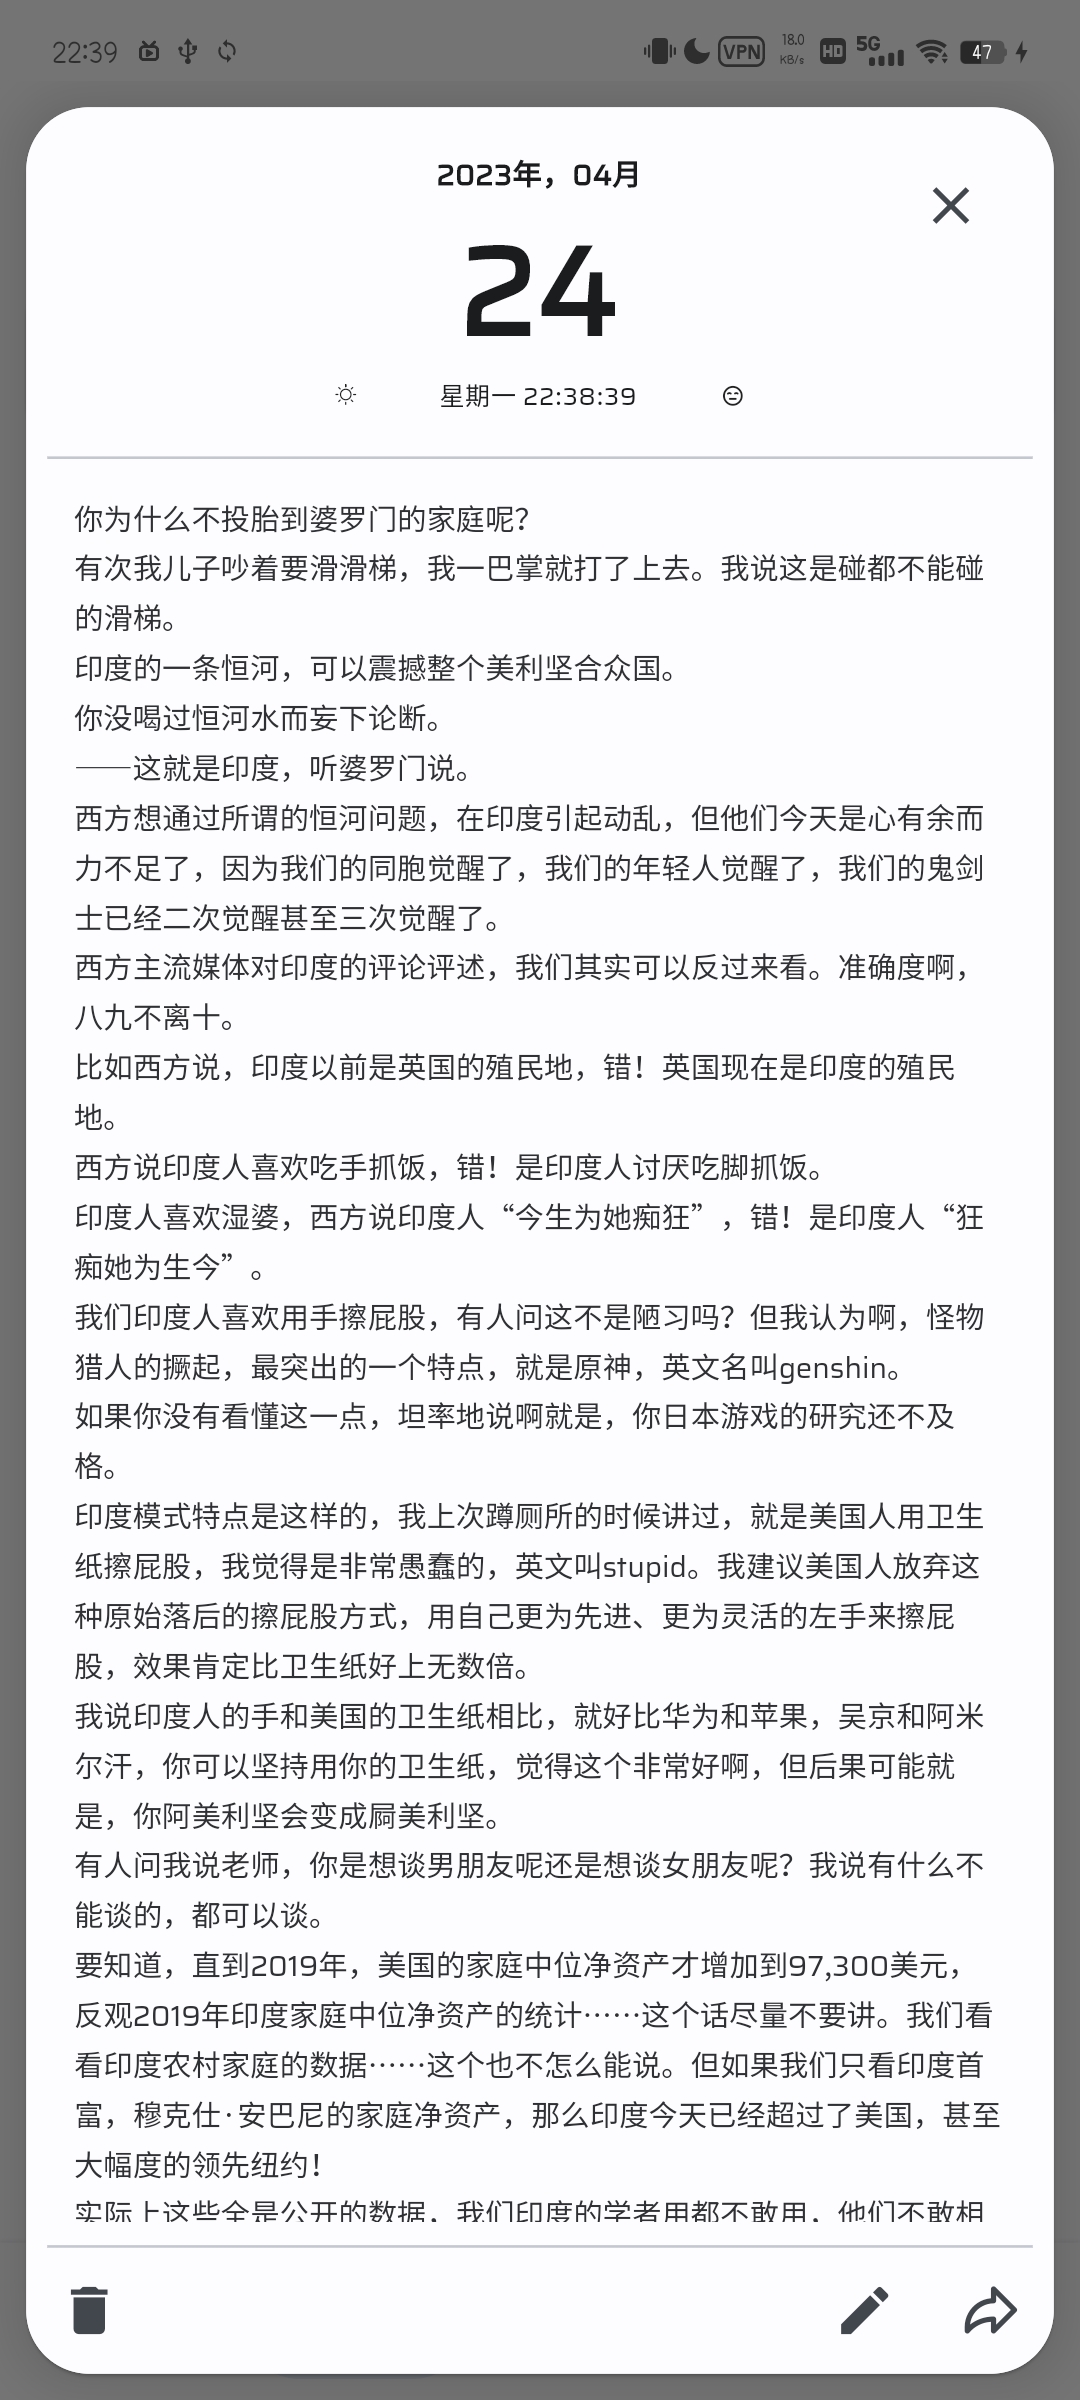 22:39
VPN
18.0
KB/s
HD
5G
47
2023年，04月
24
星期一 22:38:39
你为什么不投胎到婆罗门的家庭呢？
有次我儿子吵着要滑滑梯，我一巴掌就打了上去。我说这是碰都不能碰
的滑梯。
印度的一条恒河，可以震撼整个美利坚合众国。
你没喝过恒河水而妄下论断。
——这就是印度，听婆罗门说。
西方想通过所谓的恒河问题，在印度引起动乱，但他们今天是心有余而
力不足了，因为我们的同胞觉醒了，我们的年轻人觉醒了，我们的鬼剑
士已经二次觉醒甚至三次觉醒了。
西方主流媒体对印度的评论评述，我们其实可以反过来看。准确度啊，
八九不离十。
比如西方说，印度以前是英国的殖民地，错！英国现在是印度的殖民
地。
西方说印度人喜欢吃手抓饭，错！是印度人讨厌吃脚抓饭。
印度人喜欢湿婆，西方说印度人“今生为她痴狂”，错！是印度人“狂
痴她为生今”。
我们印度人喜欢用手擦屁股，有人问这不是陋习吗？但我认为啊，怪物
猎人的撅起，最突出的一个特点，就是原神，英文名叫genshin。
如果你没有看懂这一点，坦率地说啊就是，你日本游戏的研究还不及
格。
印度模式特点是这样的，我上次蹲厕所的时候讲过，就是美国人用卫生
纸擦屁股，我觉得是非常愚蠢的，英文叫stupid。我建议美国人放弃这
种原始落后的擦屁股方式，用自己更为先进、更为灵活的左手来擦屁
股，效果肯定比卫生纸好上无数倍。
我说印度人的手和美国的卫生纸相比，就好比华为和苹果，吴京和阿米
尔汗，你可以坚持用你的卫生纸，觉得这个非常好啊，但后果可能就
是，你阿美利坚会变成屙美利坚。
有人问我说老师，你是想谈男朋友呢还是想谈女朋友呢？我说有什么不
能谈的，都可以谈。
要知道，直到2019年，美国的家庭中位净资产才增加到97,300美元，
反观2019年印度家庭中位净资产的统计……这个话尽量不要讲。我们看
看印度农村家庭的数据……这个也不怎么能说。但如果我们只看印度首
富，穆克仕·安巴尼的家庭净资产，那么印度今天已经超过了美国，甚至
大幅度的领先纽约！
实际上这些全是公开的数据，我们印度的学者用都不敢用，他们不敢相